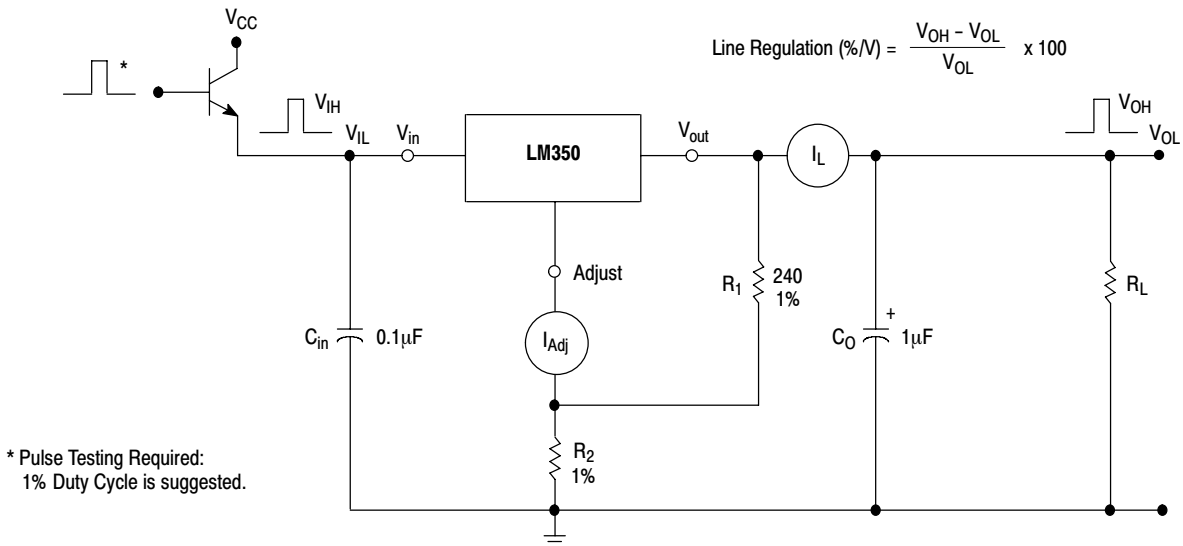 V_CC
Line Regulation (%/V) = V_OH – V_OL / V_OL x 100
*
V_IH
V_IL
V_in
LM350
V_out
I_L
V_OH
V_OL
Adjust
R_1
240
1%
R_L
C_in
0.1μF
I_Adj
C_O
+
1μF
R_2
1%
* Pulse Testing Required:
1% Duty Cycle is suggested.